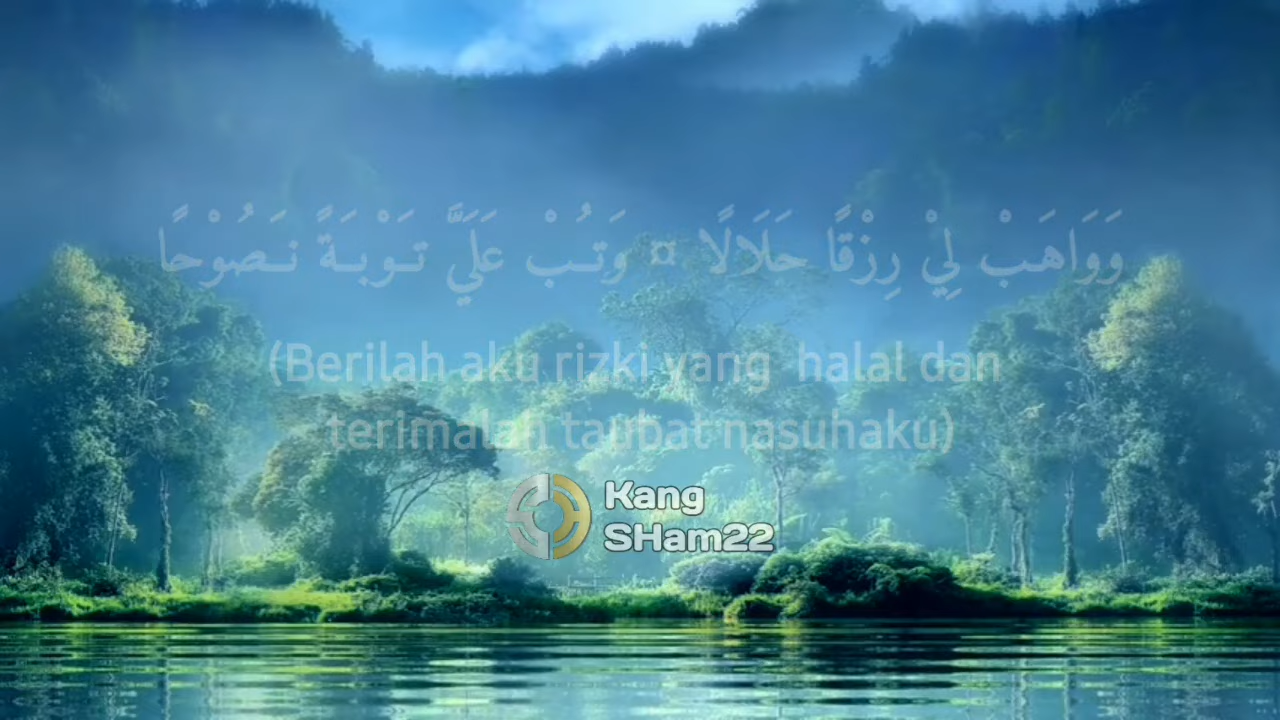 وَوَاهَبْ لِيْ رِزْقًا حَلَالًا ¤ وَتُبْ عَلَيَّ تَوْبَةً نَصُوْحًا
(Berilah aku rizki yang halal dan
terimalah taubat nasuhaku)
Kang
SHam22